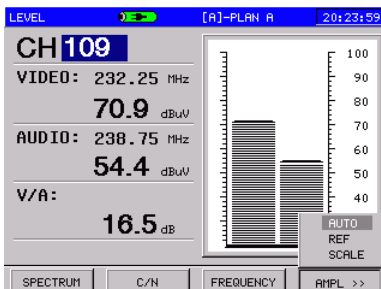 LEVEL [A]-PLAN A 20:23:59
CH 109
VIDEO: 232.25 MHz
70.9 dBuV
AUDIO: 238.75 MHz
54.4 dBuV
V/A:
16.5 dB
100
90
80
70
60
50
40
AUTO
REF
SCALE
SPECTRUM C/N FREQUENCY AMPL >>